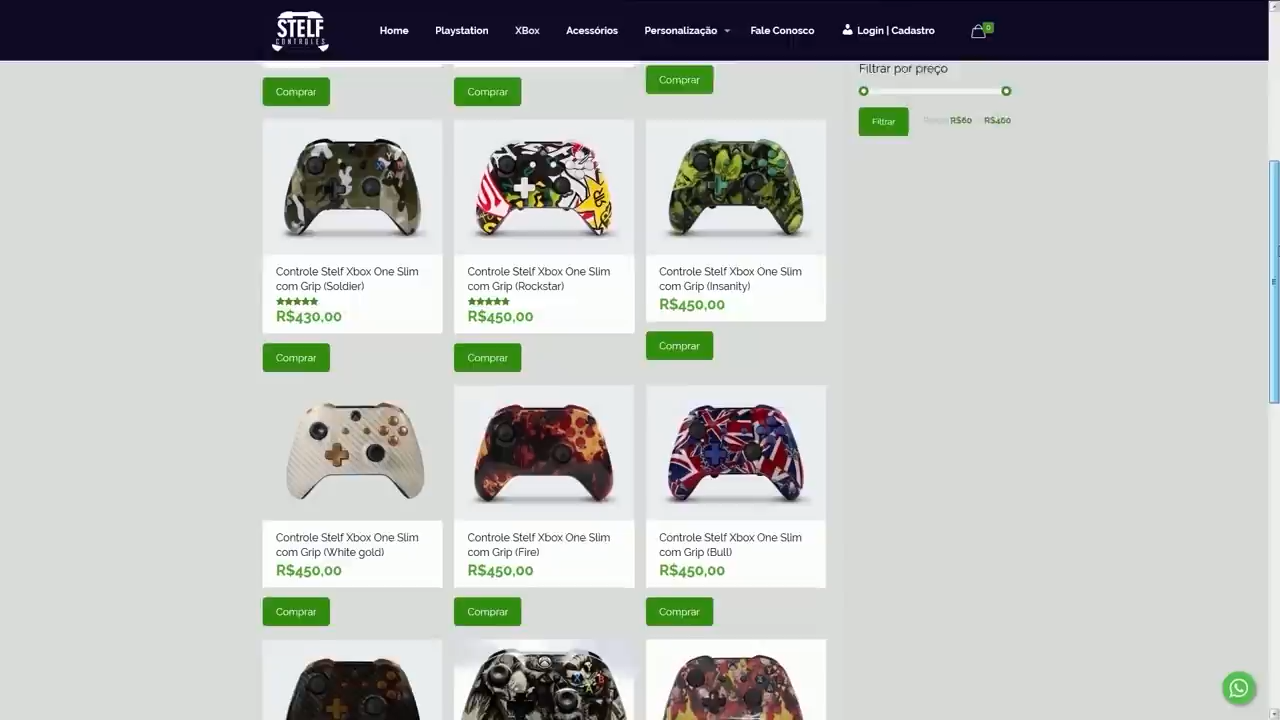 STELF
CONTROLES
Home
Playstation
XBox
Acessórios
Personalização
Fale Conosco
Login | Cadastro
0
Filtrar por preço
Comprar
Comprar
Comprar
Filtrar
R$60
R$460
Controle Stelf Xbox One Slim
com Grip (Soldier)
R$430,00
Controle Stelf Xbox One Slim
com Grip (Rockstar)
R$450,00
Controle Stelf Xbox One Slim
com Grip (Insanity)
R$450,00
Comprar
Comprar
Comprar
Controle Stelf Xbox One Slim
com Grip (White gold)
R$450,00
Controle Stelf Xbox One Slim
com Grip (Fire)
R$450,00
Controle Stelf Xbox One Slim
com Grip (Bull)
R$450,00
Comprar
Comprar
Comprar